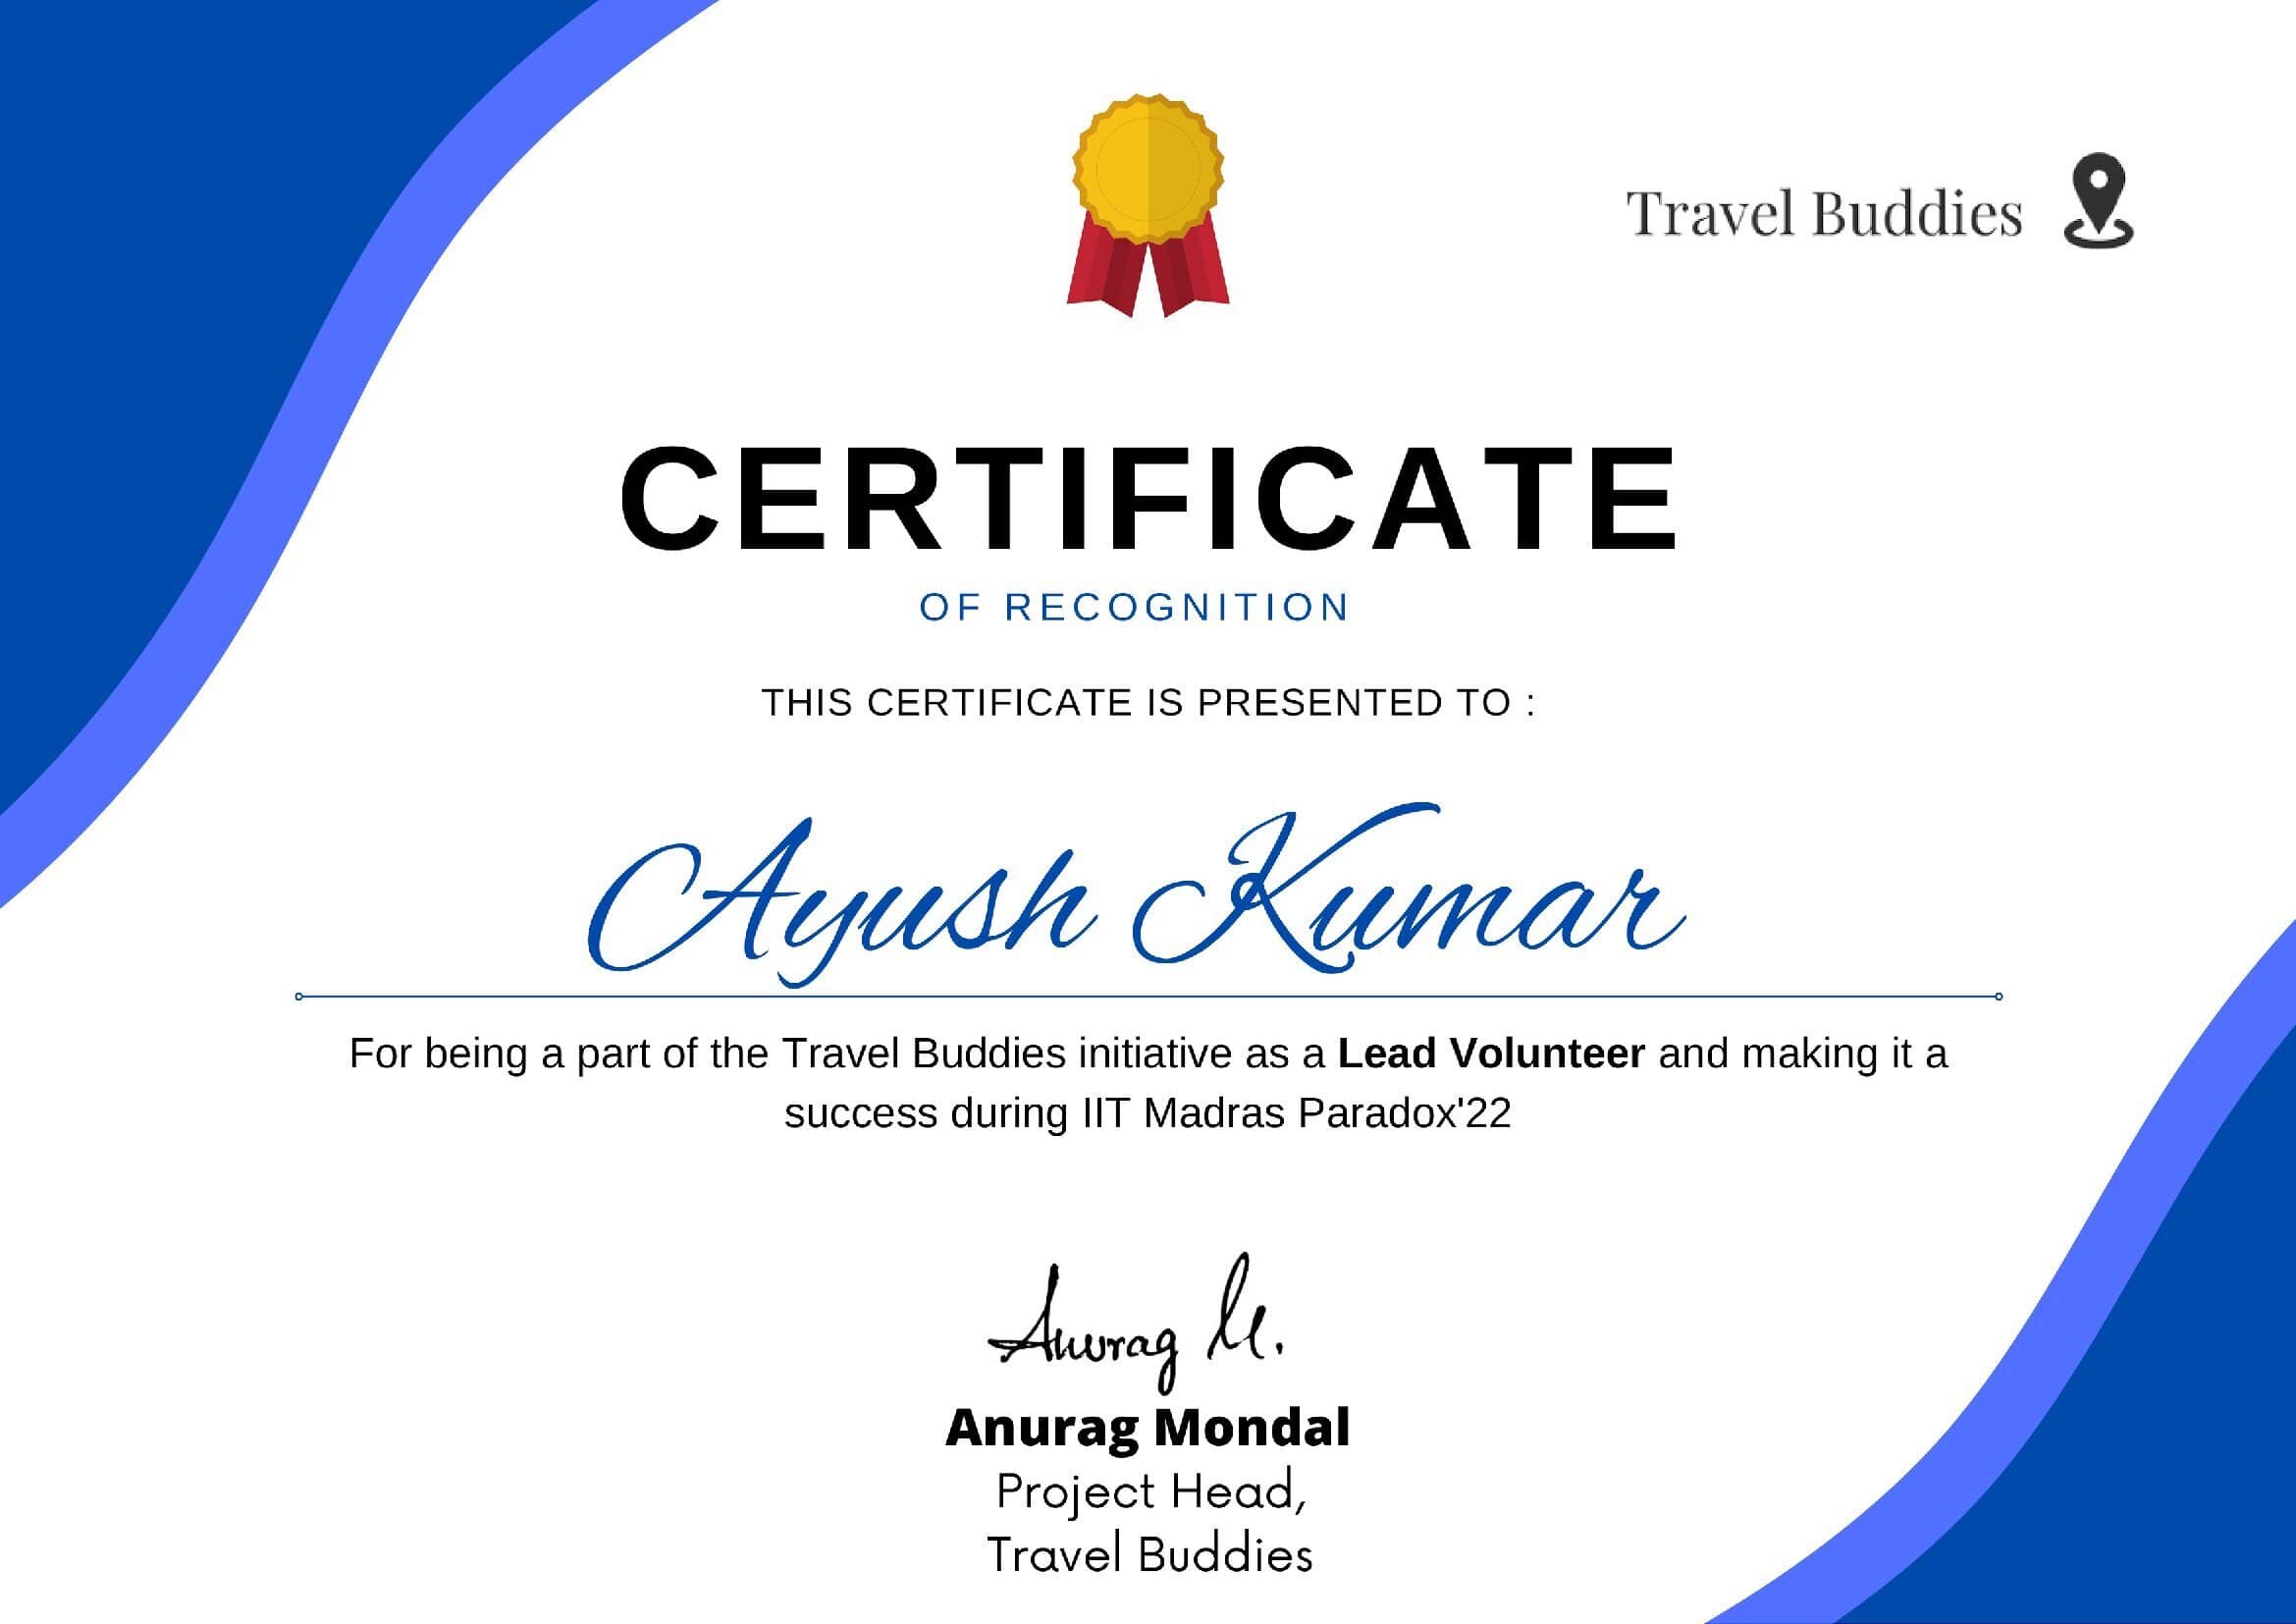 Travel Buddies
CERTIFICATE
OF RECOGNITION
THIS CERTIFICATE IS PRESENTED TO :
Ayush Kumar
For being a part of the Travel Buddies initiative as a Lead Volunteer and making it a
success during IIT Madras Paradox'22
Anurag M.
Anurag Mondal
Project Head,
Travel Buddies